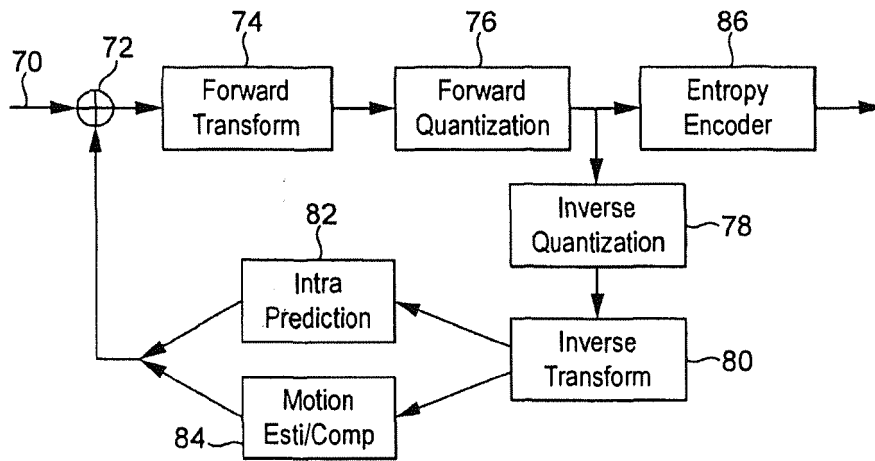 70
72
74
76
86
Forward
Transform
Forward
Quantization
Entropy
Encoder
Inverse
Quantization
78
82
Intra
Prediction
Inverse
Transform
80
Motion
Esti/Comp
84